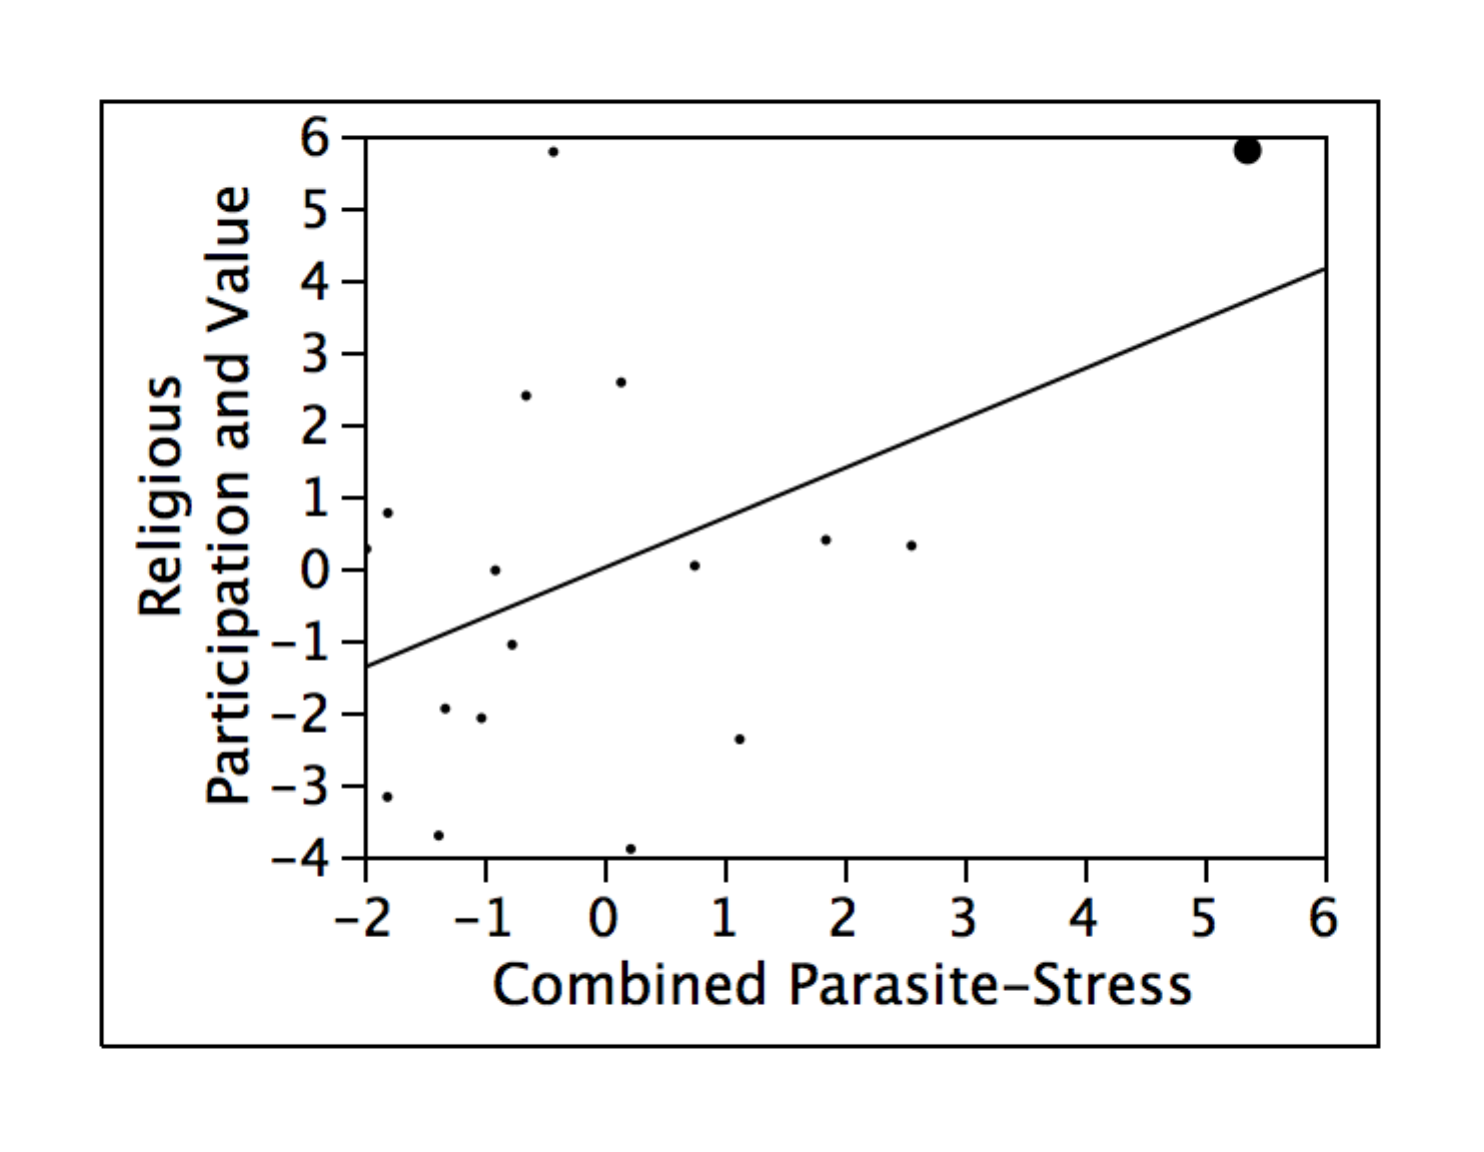 Religious
Participation and Value
6
5
4
3
2
1
0
−1
−2
−3
−4
−2 −1 0 1 2 3 4 5 6
Combined Parasite−Stress